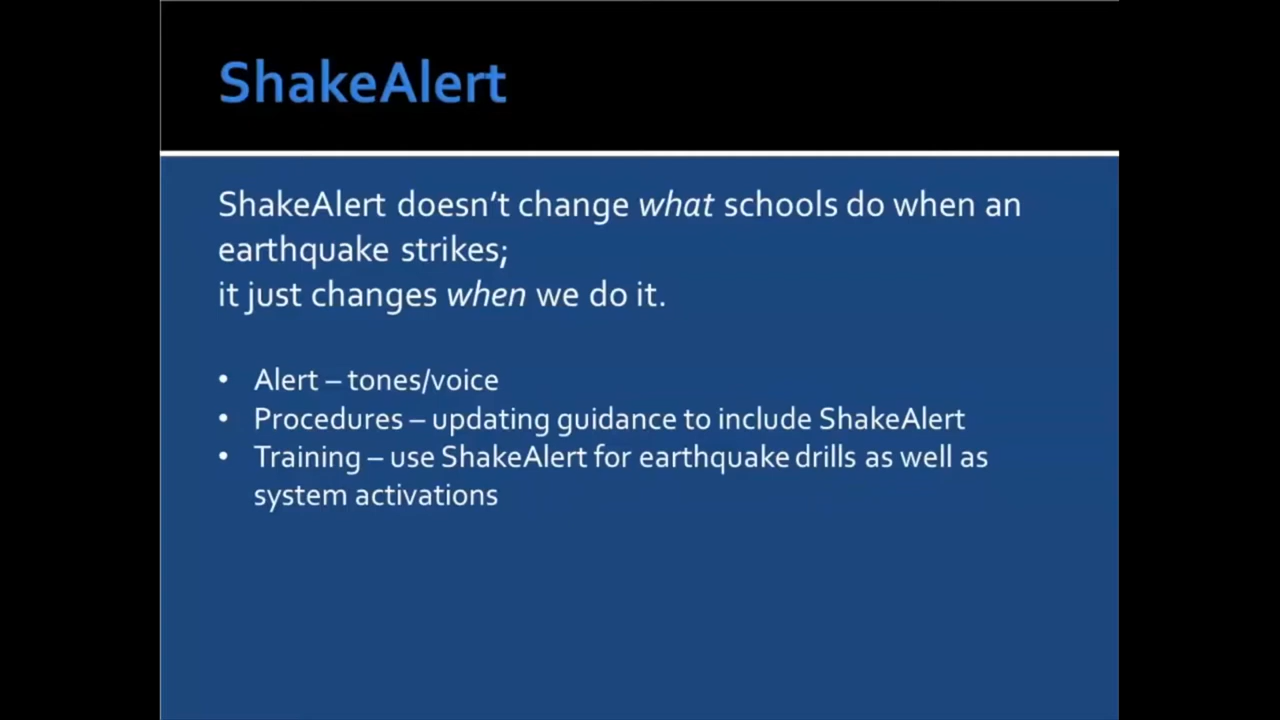 ShakeAlert
ShakeAlert doesn’t change what schools do when an
earthquake strikes;
it just changes when we do it.
• Alert – tones/voice
• Procedures – updating guidance to include ShakeAlert
• Training – use ShakeAlert for earthquake drills as well as
system activations